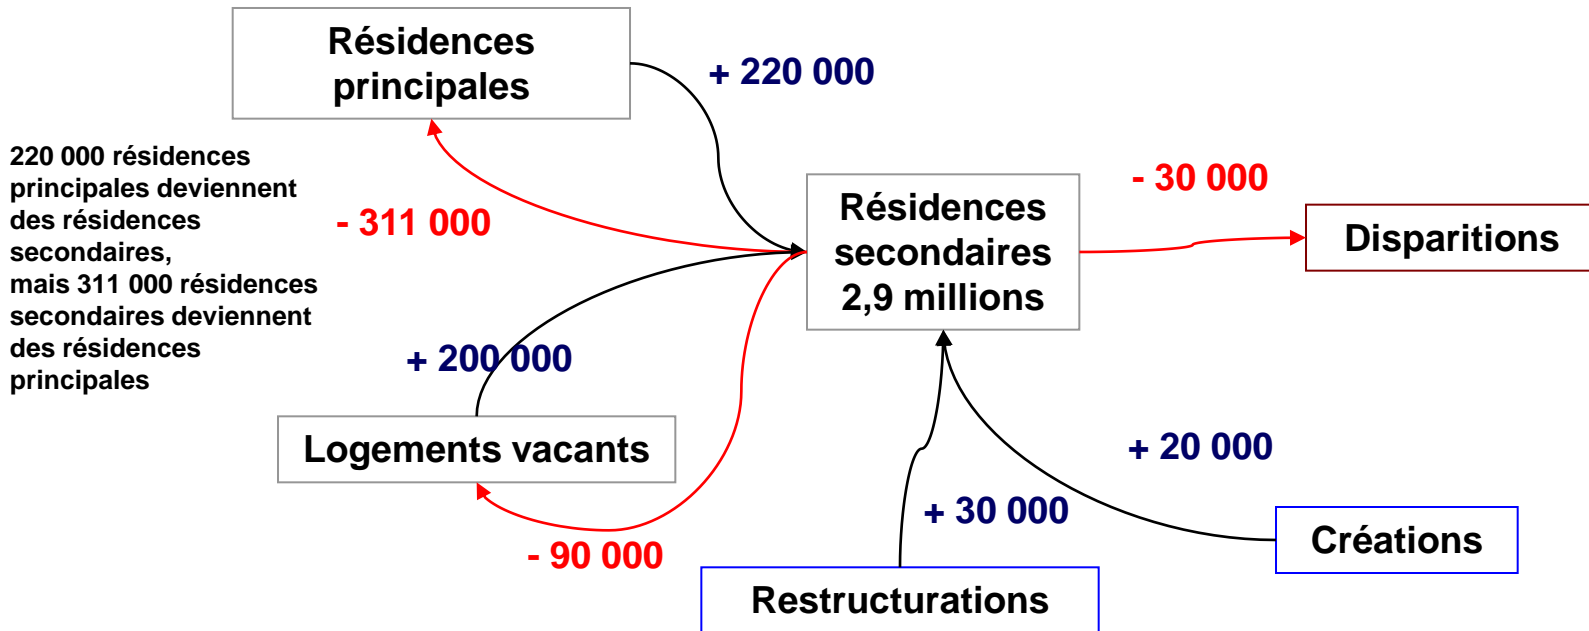 Résidences
principales
+ 220 000
220 000 résidences
principales deviennent
des résidences
secondaires,
mais 311 000 résidences
secondaires deviennent
des résidences
principales
- 311 000
Résidences
secondaires
2,9 millions
- 30 000
Disparitions
+ 200 000
Logements vacants
- 90 000
+ 20 000
+ 30 000
Créations
Restructurations